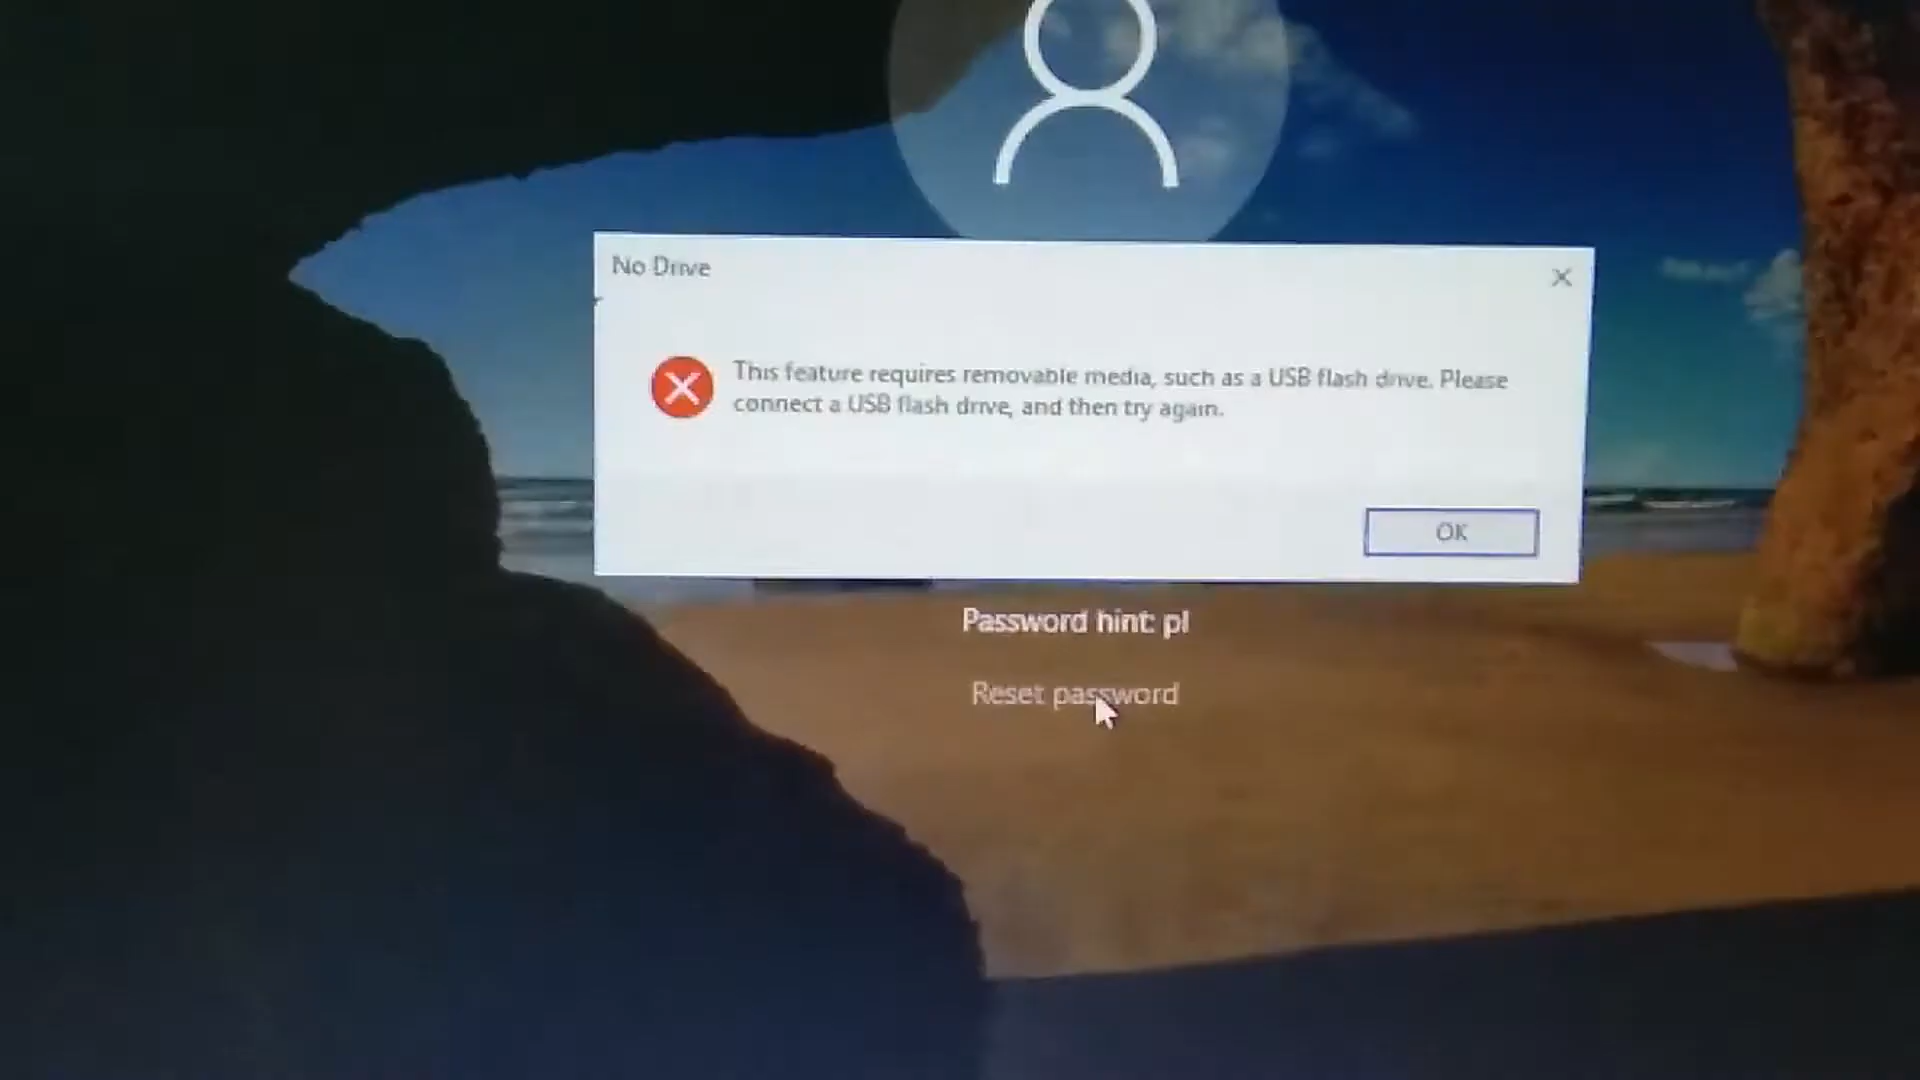 No Drive
This feature requires removable media, such as a USB flash drive. Please
connect a USB flash drive, and then try again.
OK
Password hint: pl
Reset password